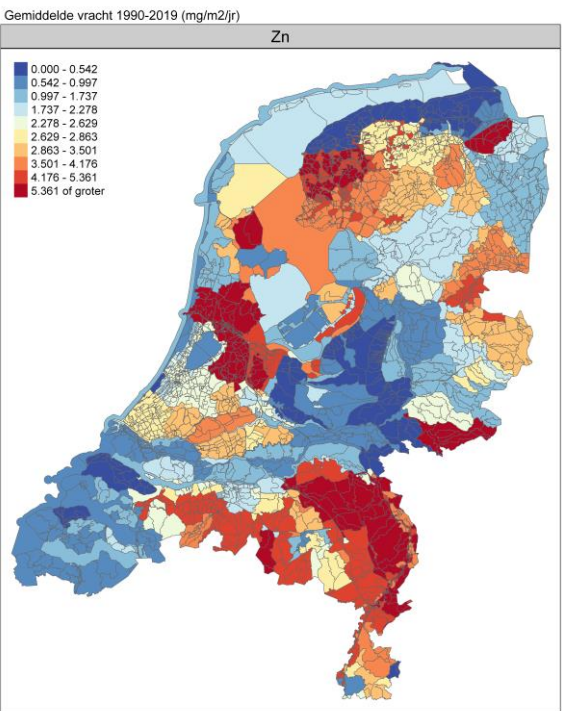 Gemiddelde vracht 1990-2019 (mg/m2/jr)
Zn
0.000 - 0.542
0.542 - 0.997
0.997 - 1.737
1.737 - 2.278
2.278 - 2.629
2.629 - 2.863
2.863 - 3.501
3.501 - 4.176
4.176 - 5.361
5.361 of groter